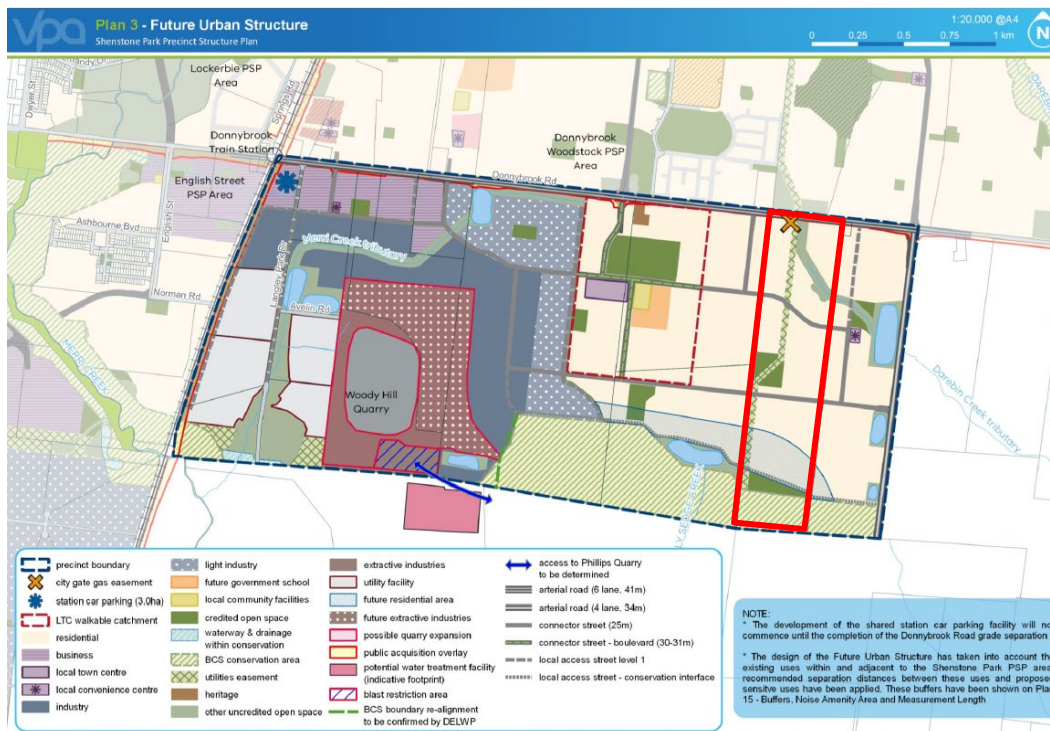 vpa
Plan 3 - Future Urban Structure
Shenstone Park Precinct Structure Plan
1:20,000 @A4
0 0.25 0.5 0.75 1 km
N
Lockerbie PSP
Area
Dwyer St
Springs Rd
Donnybrook
Train Station
Donnybrook
Woodstock PSP
Area
English Street
PSP Area
Donnybrook Rd
Ashbourne Bvd
English St
Merri Creek tributary
Langley Park Dr
Norman Rd
Avelin Rd
MERRI CREEK
Woody Hill
Quarry
Darebin Creek
tributary
precinct boundary
city gate gas easement
station car parking (3.0ha)
LTC walkable catchment
residential
business
local town centre
local convenience centre
industry
light industry
future government school
local community facilities
credited open space
waterway & drainage
within conservation
BCS conservation area
utilities easement
heritage
other uncredited open space
extractive industries
utility facility
future residential area
future extractive industries
possible quarry expansion
public acquisition overlay
potential water treatment facility
(indicative footprint)
blast restriction area
BCS boundary re-alignment
to be confirmed by DELWP
access to Phillips Quarry
to be determined
arterial road (6 lane, 41m)
arterial road (4 lane, 34m)
connector street (25m)
connector street - boulevard (30-31m)
local access street level 1
local access street - conservation interface
NOTE:
* The development of the shared station car parking facility will no
commence until the completion of the Donnybrook Road grade separation
* The design of the Future Urban Structure has taken into account th
existing uses within and adjacent to the Shenstone Park PSP area
recommended separation distances between these uses and propose
sensitve uses have been applied. These buffers have been shown on Pla
15 - Buffers, Noise Amenity Area and Measurement Length